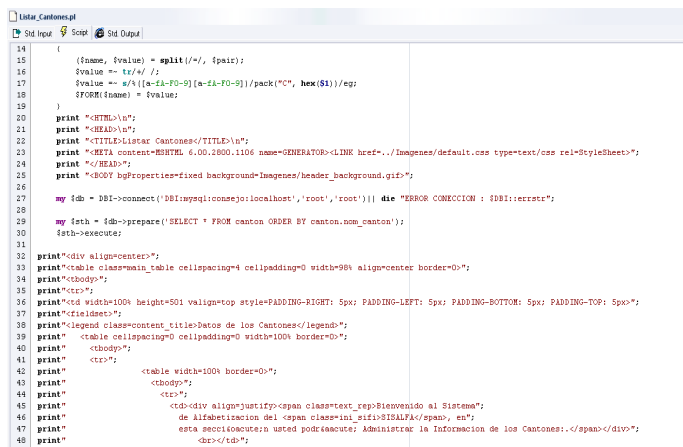 Listar_Cantones.pl
Std. Input Script Std. Output
14 {
15 ($name, $value) = split(/=/, $pair);
16 $value =~ tr/+/ /;
17 $value =~ s/%([a-fA-F0-9][a-fA-F0-9])/pack("C", hex($1))/eg;
18 $FORM{$name} = $value;
19 }
20 print "<HTML>\n";
21 print "<HEAD>\n";
22 print "<TITLE>Listar Cantones</TITLE>\n";
23 print "<META content=MSHTML 6.00.2800.1106 name=GENERATOR><LINK href=../Imagenes/default.css type=text/css rel=StyleSheet>";
24 print "</HEAD>";
25 print "<BODY bgProperties=fixed background=Imagenes/header_background.gif>";
26
27 my $db = DBI->connect('DBI:mysql:consejo:localhost','root','root')|| die "ERROR CONECCION : $DBI::errstr";
28
29 my $sth = $db->prepare('SELECT * FROM canton ORDER BY canton.nom_canton');
30 $sth->execute;
31
32 print"<div align=center>";
33 print"<table class=main_table cellspacing=4 cellpadding=0 width=98% align=center border=0>";
34 print"<tbody>";
35 print"<tr>";
36 print"<td width=100% height=501 valign=top style=PADDING-RIGHT: 5px; PADDING-LEFT: 5px; PADDING-BOTTOM: 5px; PADDING-TOP: 5px>";
37 print"<fieldset>";
38 print"<legend class=content_title>Datos de los Cantones</legend>";
39 print" <table cellspacing=0 cellpadding=0 width=100% border=0>";
40 print" <tbody>";
41 print" <tr>";
42 print" <table width=100% border=0>";
43 print" <tbody>";
44 print" <tr>";
45 print" <td><div align=justify><span class=text_rep>Bienvenido al Sistema";
46 print" de Alfabetizacion del <span class=ini_sifi>SISALFA</span>, en";
47 print" esta secci&oacute;n usted podr&aacute; Administrar la Informacion de los Cantones:.</span></div>";
48 print" <br></td>";